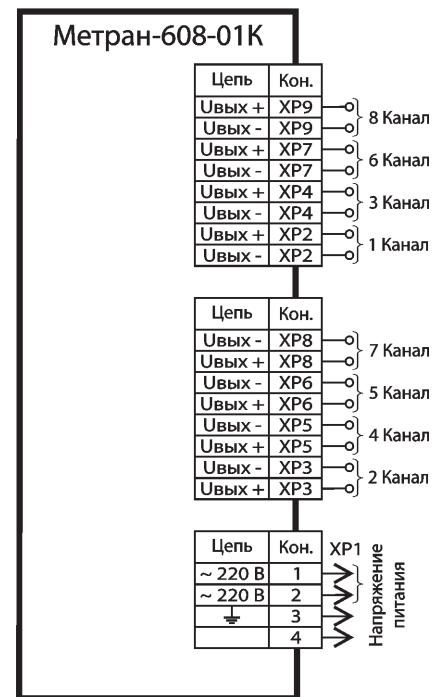 Метран-608-01К
Цепь Кон.
Uвых + XP9
Uвых - XP9
8 Канал
Uвых + XP7
Uвых - XP7
6 Канал
Uвых + XP4
Uвых - XP4
3 Канал
Uвых + XP2
Uвых - XP2
1 Канал
Цепь Кон.
Uвых - XP8
Uвых + XP8
7 Канал
Uвых - XP6
Uвых + XP6
5 Канал
Uвых - XP5
Uвых + XP5
4 Канал
Uвых - XP3
Uвых + XP3
2 Канал
Цепь Кон. XP1
~ 220 В 1
~ 220 В 2
3
4
Напряжение
питания